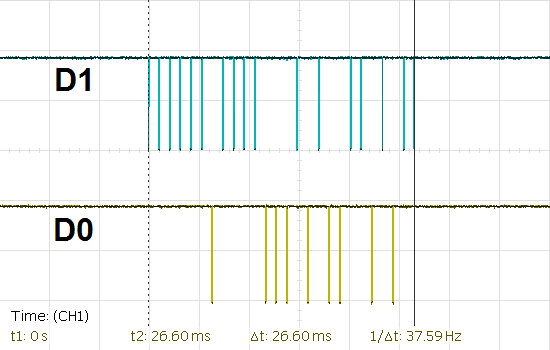 D1
D0
Time: (CH1)
t1: 0 s t2: 26.60 ms Δt: 26.60 ms 1/Δt: 37.59 Hz